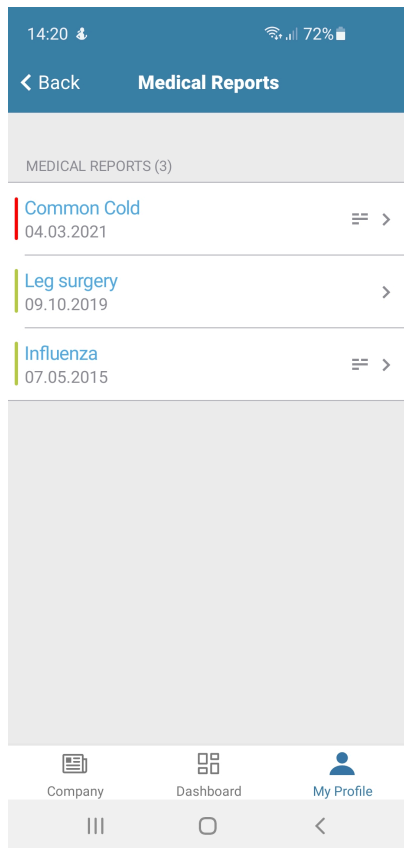 14:20 72%
Back Medical Reports
MEDICAL REPORTS (3)
Common Cold
04.03.2021
Leg surgery
09.10.2019
Influenza
07.05.2015
Company Dashboard My Profile